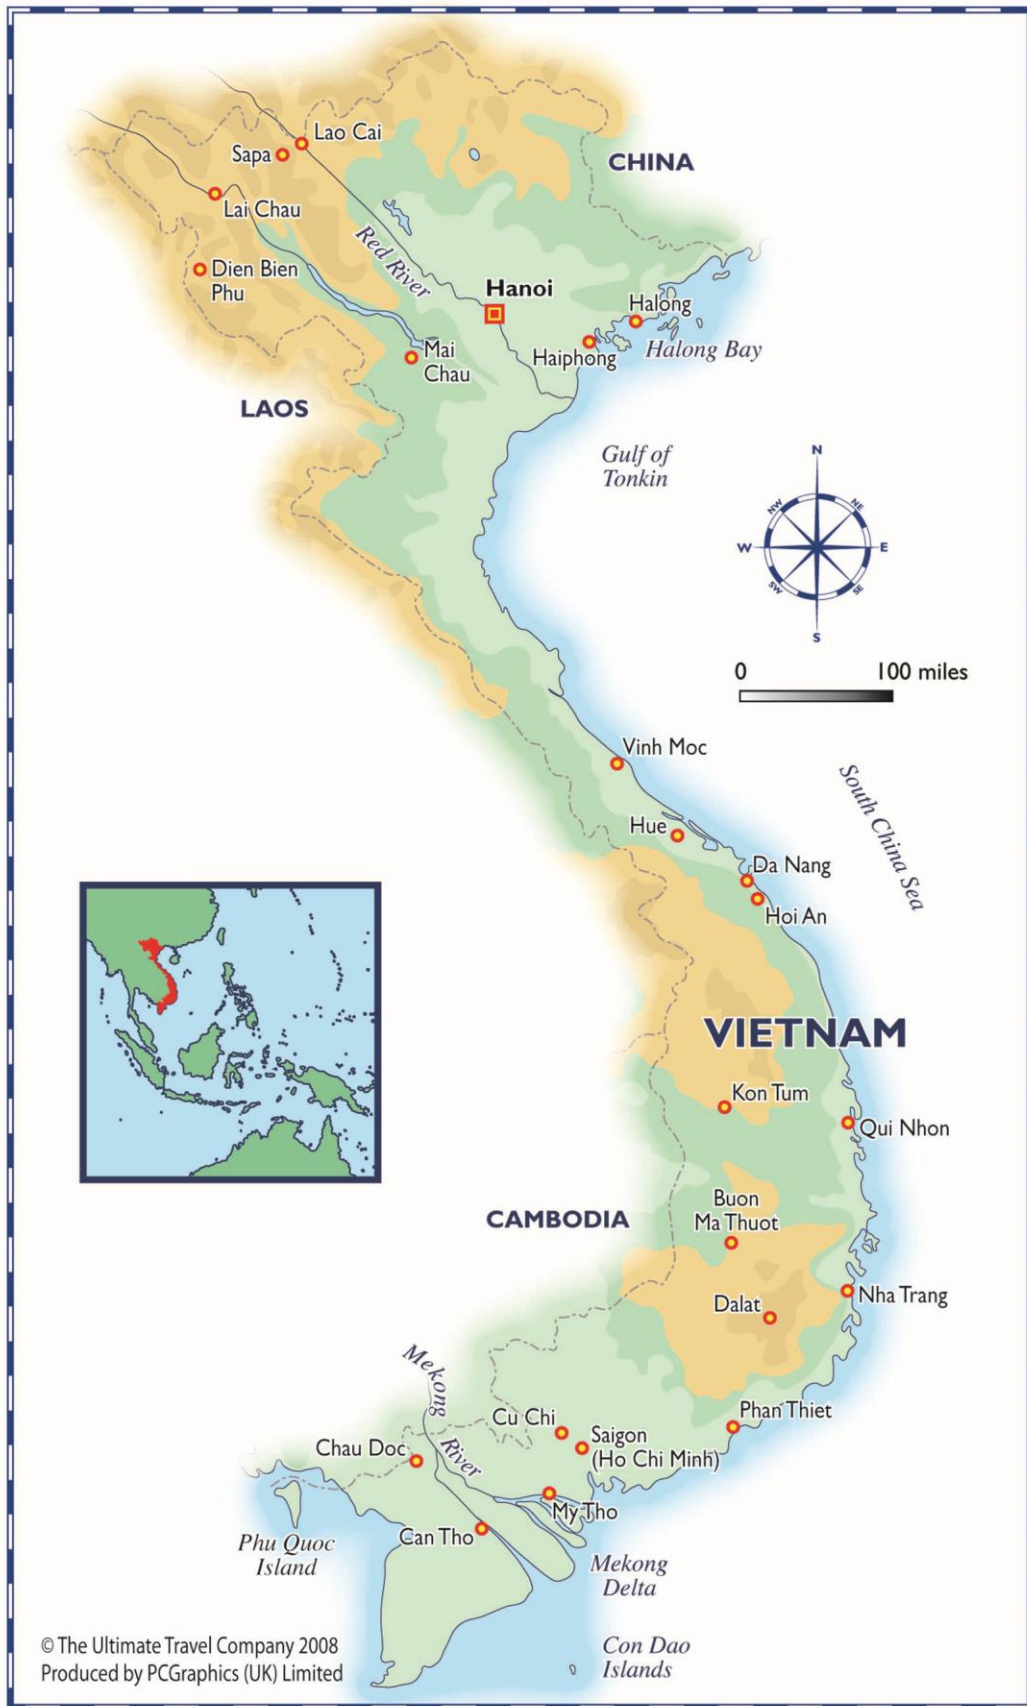 Lao Cai
Sapa
CHINA
Lai Chau
Red River
Dien Bien
Phu
Hanoi
Halong
Haiphong
Halong Bay
Mai
Chau
LAOS
Gulf of
Tonkin
N
NW
NE
W
E
SW
SE
S
0
100 miles
Vinh Moc
South China Sea
Hue
Da Nang
Hoi An
VIETNAM
Kon Tum
Qui Nhon
CAMBODIA
Buon
Ma Thuot
Nha Trang
Dalat
Mekong
River
Phan Thiet
Cu Chi
Saigon
(Ho Chi Minh)
Chau Doc
My Tho
Can Tho
Phu Quoc
Island
Mekong
Delta
Con Dao
Islands
© The Ultimate Travel Company 2008
Produced by PCGraphics (UK) Limited